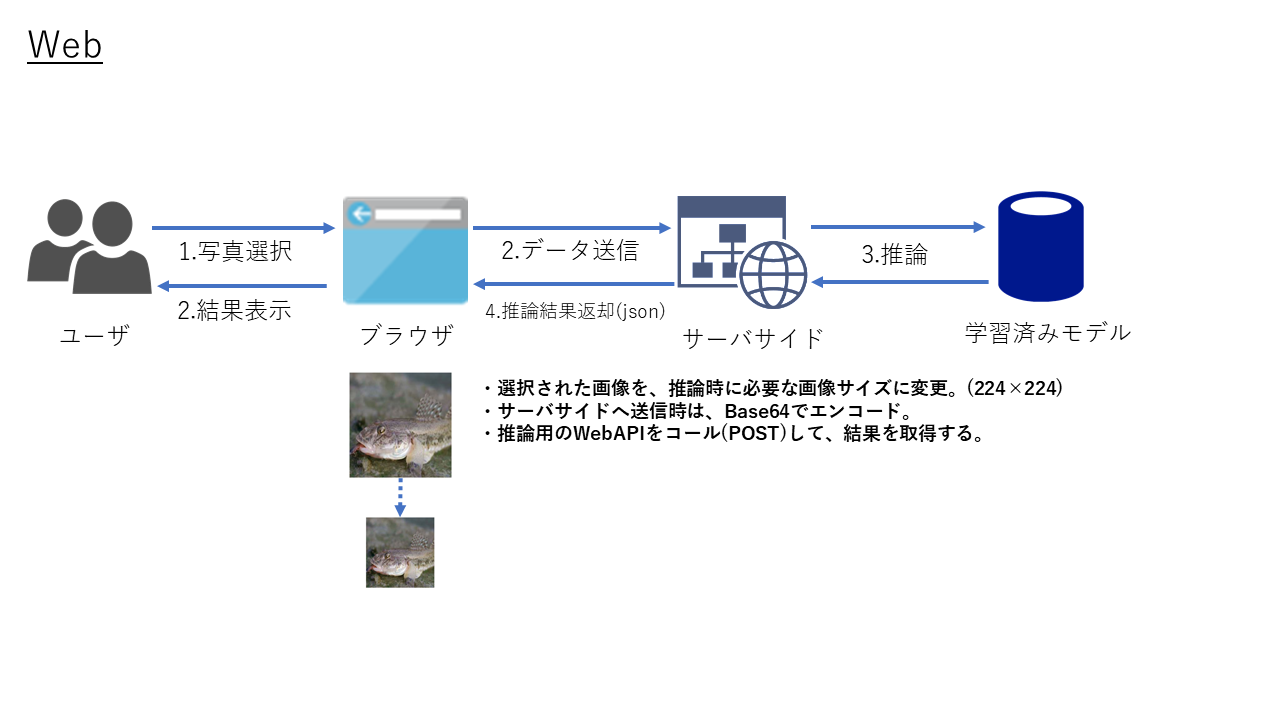 Web
1.写真選択
2.データ送信
3.推論
2.結果表示
4.推論結果返却(json)
ユーザ
ブラウザ
サーバサイド
学習済みモデル
・選択された画像を、推論時に必要な画像サイズに変更。(224×224)
・サーバサイドへ送信時は、Base64でエンコード。
・推論用のWebAPIをコール(POST)して、結果を取得する。